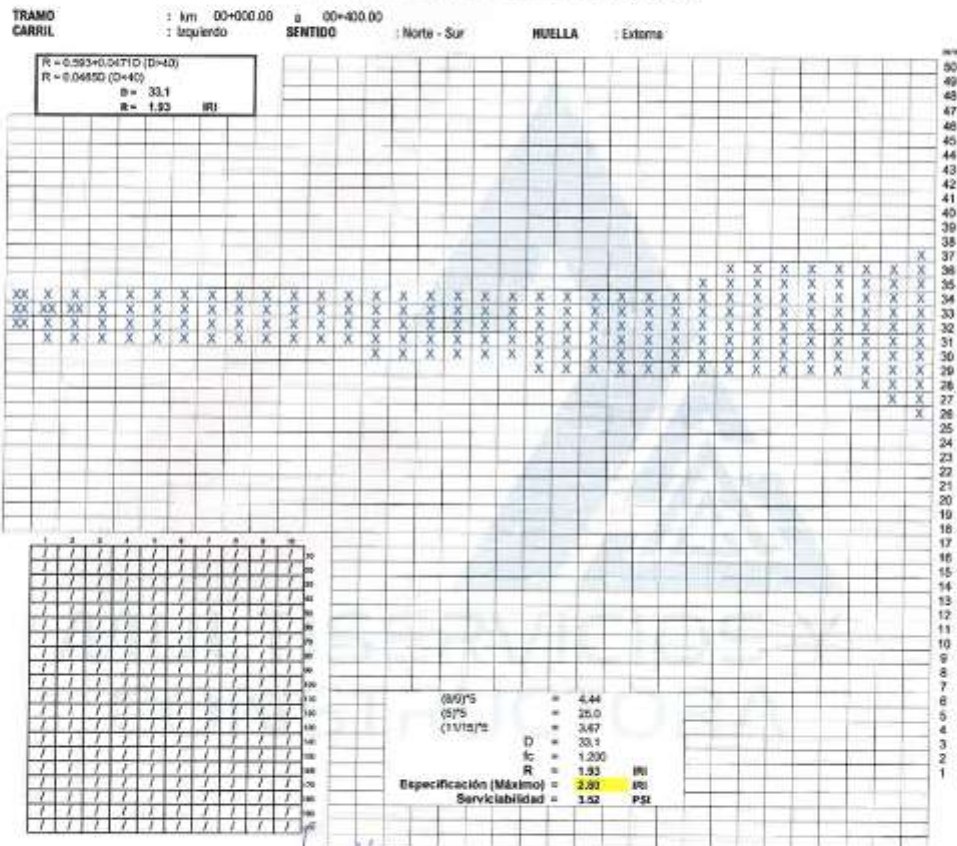 TRAMO : km 00+000.00 a 00+400.00
CARRIL : Izquierdo SENTIDO : Norte - Sur HUELLA : Externa
R = 0.593+0.0471D (D>40)
R = 0.0465D (D<40)
D = 33,1
R = 1.93 IRI
50
49
48
47
46
45
44
43
42
41
40
39
38
37
X
36
X X X X X X X X
35
X X X X X X X X X
34
XX X X X X X X X X X X X X X X X X X X X X X X X X X X X X X X X X X
33
XX XX XX X X X X X X X X X X X X X X X X X X X X X X X X X X X X X X X
32
XX X X X X X X X X X X X X X X X X X X X X X X X X X X X X X X X X X
31
X X X X X X X X X X X X X X X X X X X X X X X X X X X X X X X X X
30
X X X X X X X X X X X X X X X X X X X X X
29
X X X X X X X X X X X X X X X
28
X X X
27
X X
26
X
25
24
23
22
21
20
19
18
17
16
15
14
13
12
11
10
9
8
7
6
5
4
3
2
1
1 2 3 4 5 6 7 8 9 10
(8/9)*5 = 4.44
(5)*5 = 25.0
(11/15)*5 = 3.67
D = 33,1
fc = 1.200
R = 1.93 IRI
Especificación (Máximo) = 2.80 IRI
Serviciabilidad = 3.52 PSI